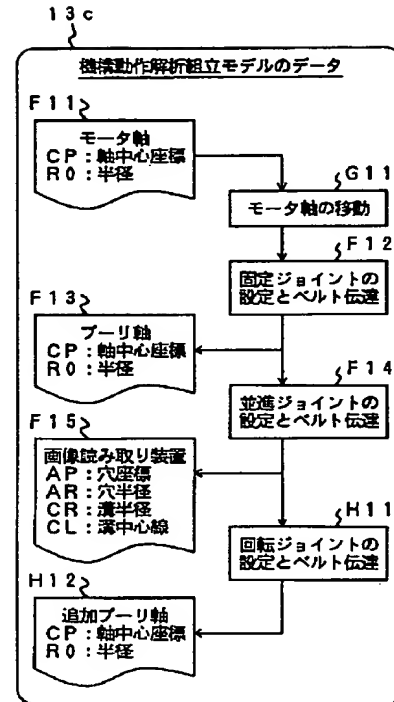 13c
機構動作解析組立モデルのデータ
F11
モータ軸
CP：軸中心座標
R0：半径
G11
モータ軸の移動
F12
固定ジョイントの
設定とベルト伝達
F13
プーリ軸
CP：軸中心座標
R0：半径
F14
並進ジョイントの
設定とベルト伝達
F15
画像読み取り装置
AP：穴座標
AR：穴半径
CR：溝半径
CL：溝中心線
H11
回転ジョイントの
設定とベルト伝達
H12
追加プーリ軸
CP：軸中心座標
R0：半径